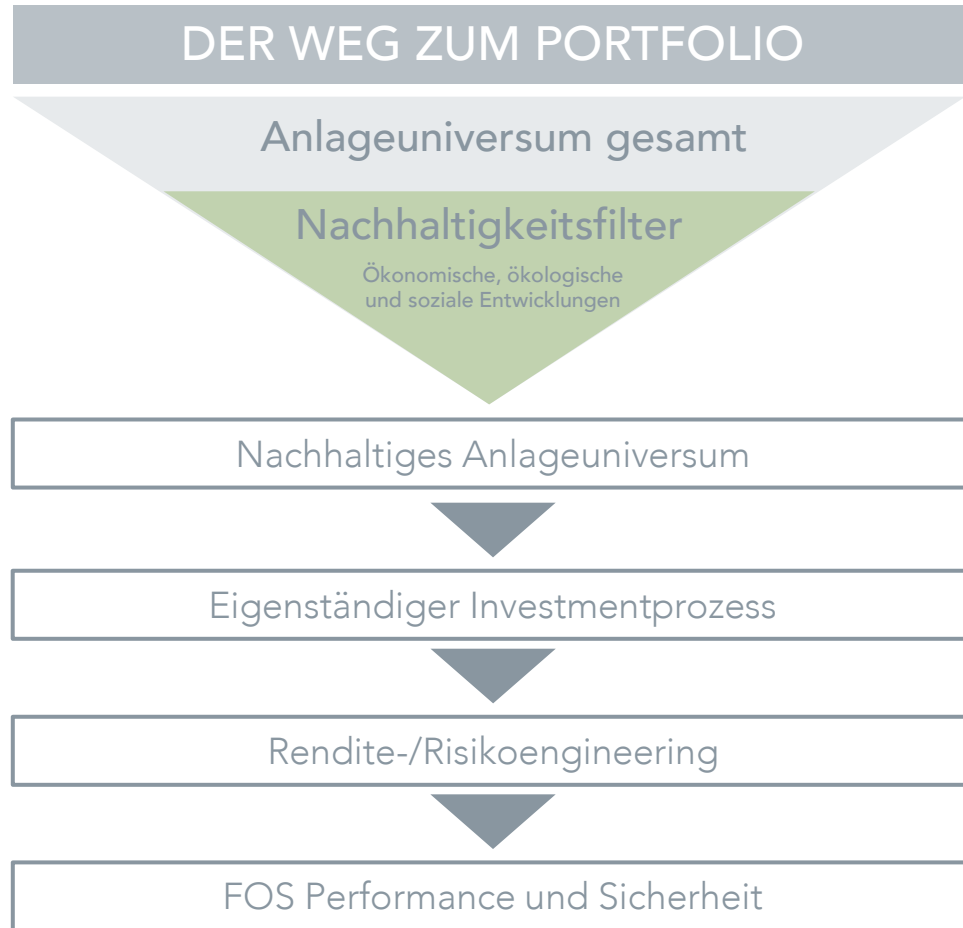 DER WEG ZUM PORTFOLIO
Anlageuniversum gesamt
Nachhaltigkeitsfilter
Ökonomische, ökologische
und soziale Entwicklungen
Nachhaltiges Anlageuniversum
Eigenständiger Investmentprozess
Rendite-/Risikoengineering
FOS Performance und Sicherheit